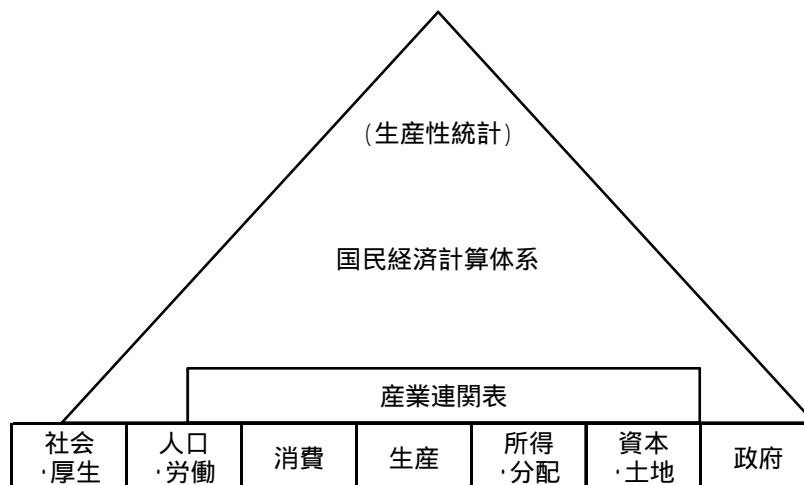 (生産性統計)
国民経済計算体系
産業連関表
社会
・厚生
人口
・労働
消費
生産
所得
・分配
資本
・土地
政府